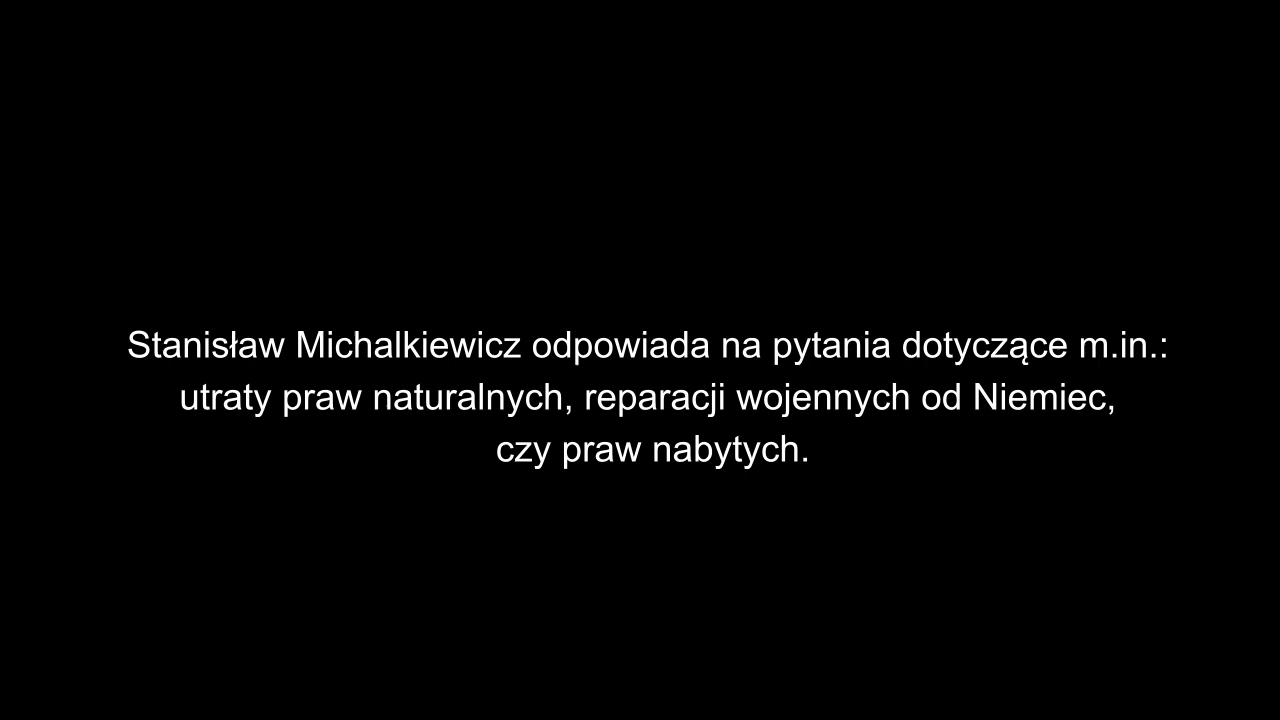 Stanisław Michalkiewicz odpowiada na pytania dotyczące m.in.:
utraty praw naturalnych, reparacji wojennych od Niemiec,
czy praw nabytych.